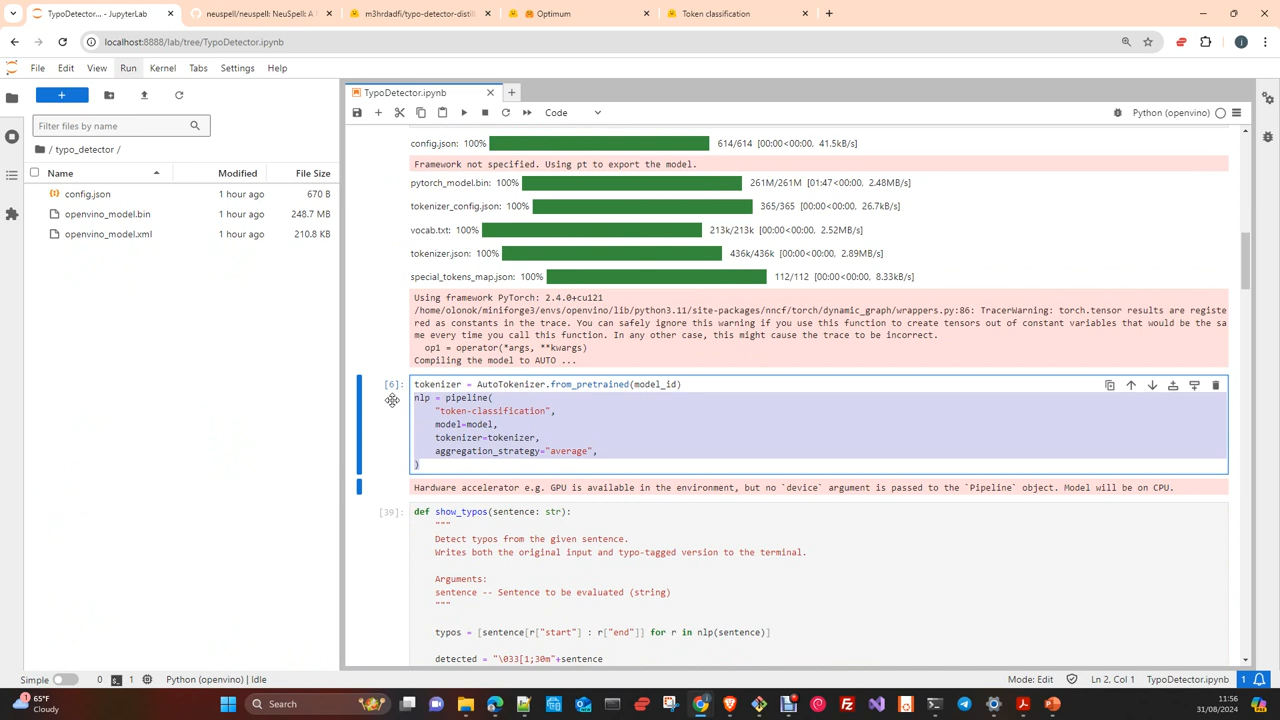 TypoDetector... - JupyterLab
neuspell/neuspell: NeuSpell: A
m3hrdadfi/typo-detector-distil
Optimum
Token classification
localhost:8888/lab/tree/TypoDetector.ipynb
File Edit View Run Kernel Tabs Settings Help
Filter files by name
/ typo_detector /
Name Modified File Size
config.json 1 hour ago 670 B
openvino_model.bin 1 hour ago 248.7 MB
openvino_model.xml 1 hour ago 210.8 KB
TypoDetector.ipynb
Code
Python (openvino)
config.json: 100% 614/614 [00:00<00:00, 41.5kB/s]
Framework not specified. Using pt to export the model.
pytorch_model.bin: 100% 261M/261M [01:47<00:00, 2.48MB/s]
tokenizer_config.json: 100% 365/365 [00:00<00:00, 26.7kB/s]
vocab.txt: 100% 213k/213k [00:00<00:00, 2.52MB/s]
tokenizer.json: 100% 436k/436k [00:00<00:00, 2.89MB/s]
special_tokens_map.json: 100% 112/112 [00:00<00:00, 8.33kB/s]
Using framework PyTorch: 2.4.0+cu121
/home/olonok/miniforge3/envs/openvino/lib/python3.11/site-packages/nncf/torch/dynamic_graph/wrappers.py:86: TracerWarning: torch.tensor results are registe
red as constants in the trace. You can safely ignore this warning if you use this function to create tensors out of constant variables that would be the sa
me every time you call this function. In any other case, this might cause the trace to be incorrect.
op1 = operator(*args, **kwargs)
Compiling the model to AUTO ...
[6]:
tokenizer = AutoTokenizer.from_pretrained(model_id)
nlp = pipeline(
"token-classification",
model=model,
tokenizer=tokenizer,
aggregation_strategy="average",
)
Hardware accelerator e.g. GPU is available in the environment, but no `device` argument is passed to the `Pipeline` object. Model will be on CPU.
[39]:
def show_typos(sentence: str):
"""
Detect typos from the given sentence.
Writes both the original input and typo-tagged version to the terminal.
Arguments:
sentence -- Sentence to be evaluated (string)
"""
typos = [sentence[r["start"] : r["end"]] for r in nlp(sentence)]
detected = "\033[1;30m"+sentence
Simple 0 1 Python (openvino) | Idle
Mode: Edit Ln 2, Col 1 TypoDetector.ipynb 1
65°F
Cloudy
Search
11:56
31/08/2024